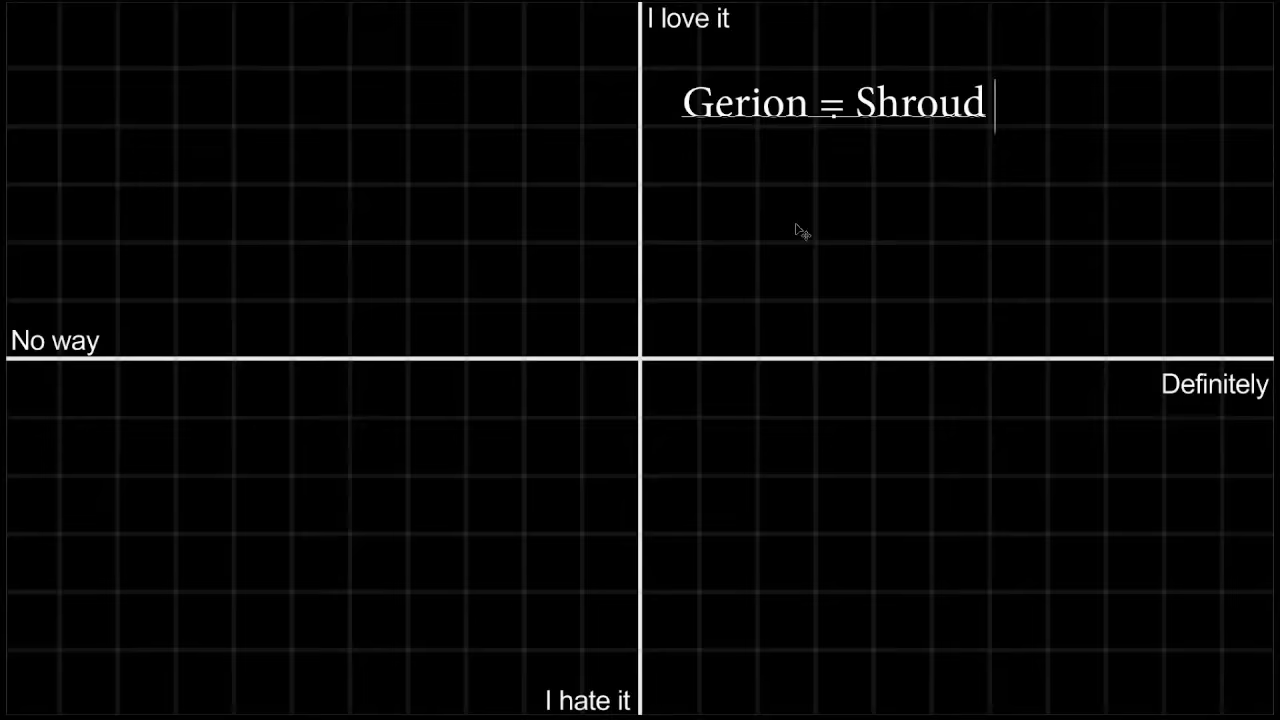 I love it
Gerion = Shroud
No way
Definitely
I hate it